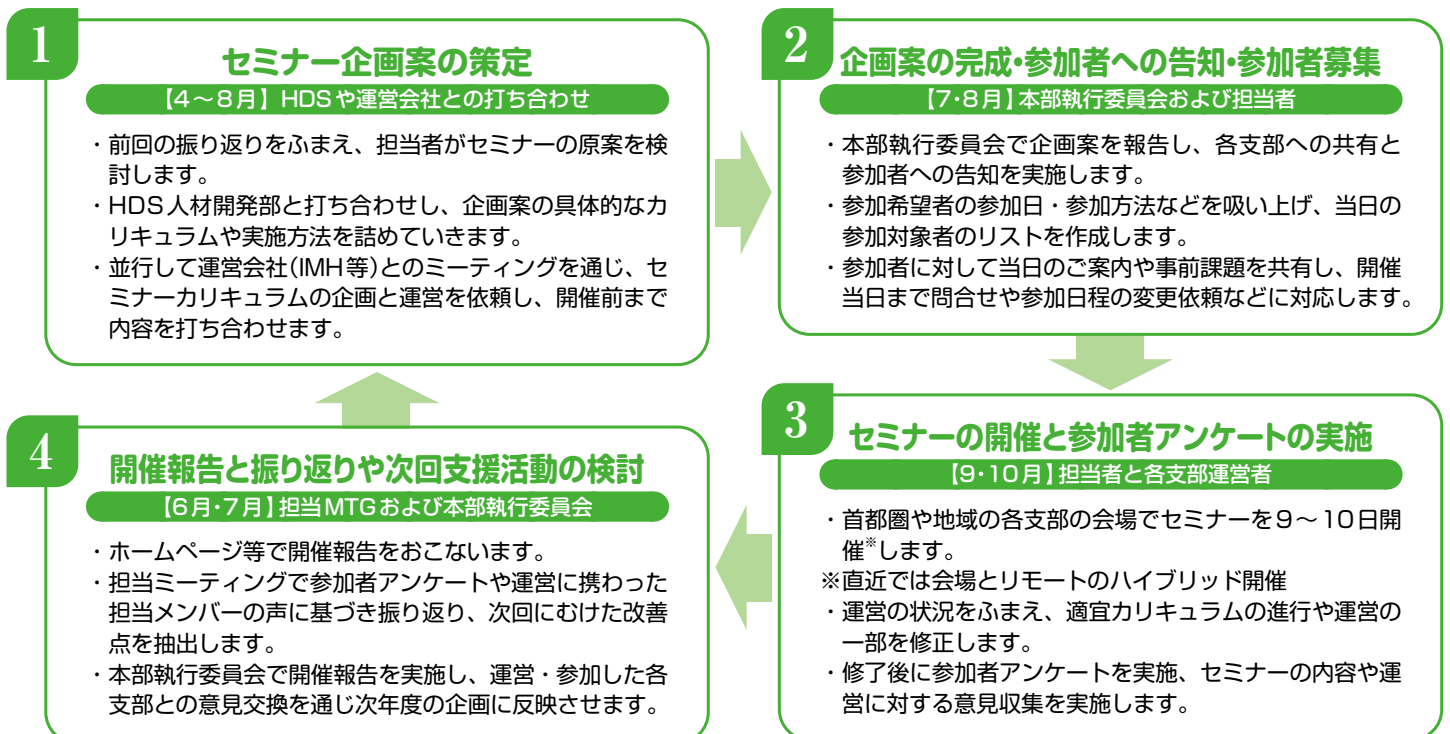 1
セミナー企画案の策定
【4～8月】HDSや運営会社との打ち合わせ
・前回の振り返りをふまえ、担当者がセミナーの原案を検
討します。
・HDS人材開発部と打ち合わせし、企画案の具体的なカ
リキュラムや実施方法を詰めていきます。
・並行して運営会社(IMH等)とのミーティングを通じ、セ
ミナーカリキュラムの企画と運営を依頼し、開催前まで
内容を打ち合わせます。
2
企画案の完成・参加者への告知・参加者募集
【7・8月】本部執行委員会および担当者
・本部執行委員会で企画案を報告し、各支部への共有と
参加者への告知を実施します。
・参加希望者の参加日・参加方法などを吸い上げ、当日の
参加対象者のリストを作成します。
・参加者に対して当日のご案内や事前課題を共有し、開催
当日まで問合せや参加日程の変更依頼などに対応します。
3
セミナーの開催と参加者アンケートの実施
【9・10月】担当者と各支部運営者
・首都圏や地域の各支部の会場でセミナーを9～10日開
催※します。
※直近では会場とリモートのハイブリッド開催
・運営の状況をふまえ、適宜カリキュラムの進行や運営の
一部を修正します。
・修了後に参加者アンケートを実施、セミナーの内容や運
営に対する意見収集を実施します。
4
開催報告と振り返りや次回支援活動の検討
【6月・7月】担当MTGおよび本部執行委員会
・ホームページ等で開催報告をおこないます。
・担当ミーティングで参加者アンケートや運営に携わった
担当メンバーの声に基づき振り返り、次回にむけた改善
点を抽出します。
・本部執行委員会で開催報告を実施し、運営・参加した各
支部との意見交換を通じ次年度の企画に反映させます。